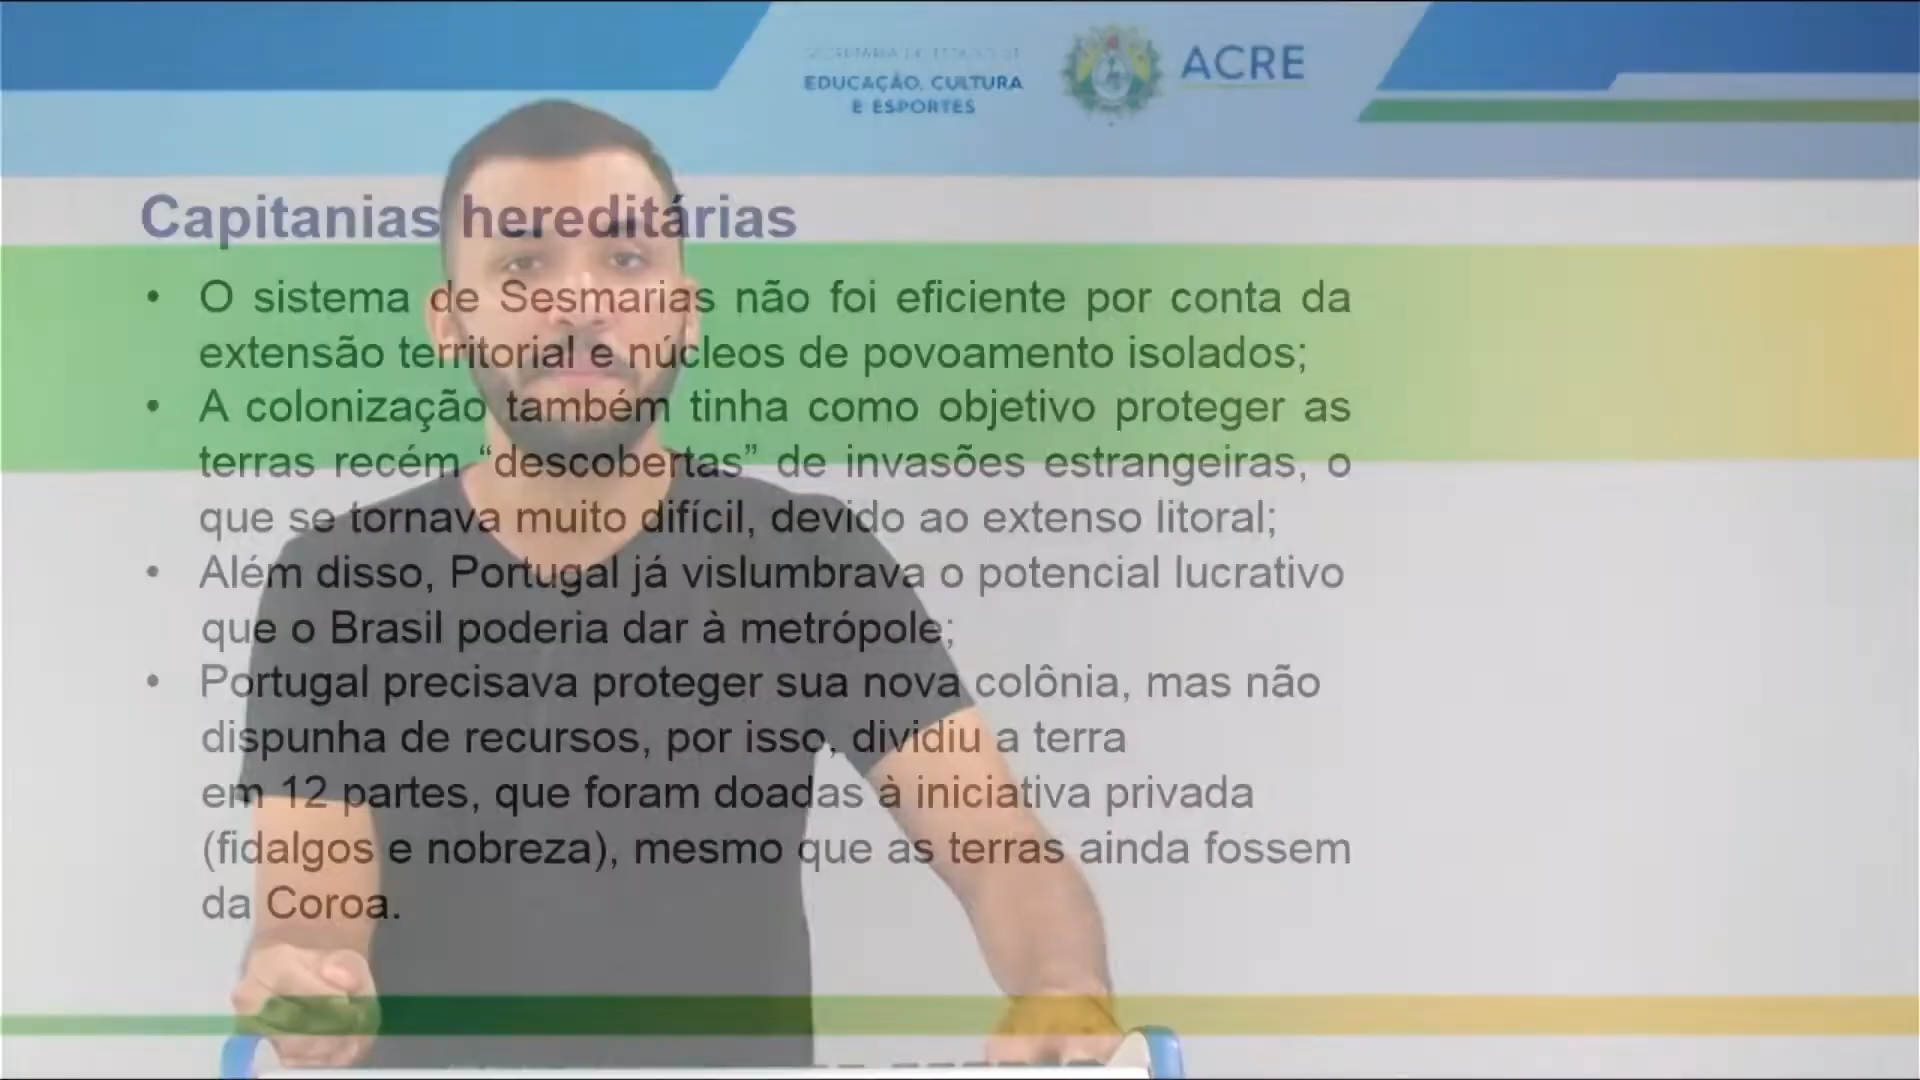 SECRETARIA DE ESTADO DE
EDUCAÇÃO, CULTURA
E ESPORTES
ACRE
Capitanias hereditárias
• O sistema de Sesmarias não foi eficiente por conta da
extensão territorial e núcleos de povoamento isolados;
• A colonização também tinha como objetivo proteger as
terras recém “descobertas” de invasões estrangeiras, o
que se tornava muito difícil, devido ao extenso litoral;
• Além disso, Portugal já vislumbrava o potencial lucrativo
que o Brasil poderia dar à metrópole;
• Portugal precisava proteger sua nova colônia, mas não
dispunha de recursos, por isso, dividiu a terra
em 12 partes, que foram doadas à iniciativa privada
(fidalgos e nobreza), mesmo que as terras ainda fossem
da Coroa.